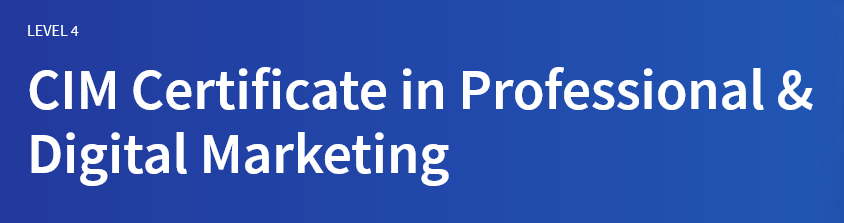 LEVEL 4
CIM Certificate in Professional &
Digital Marketing